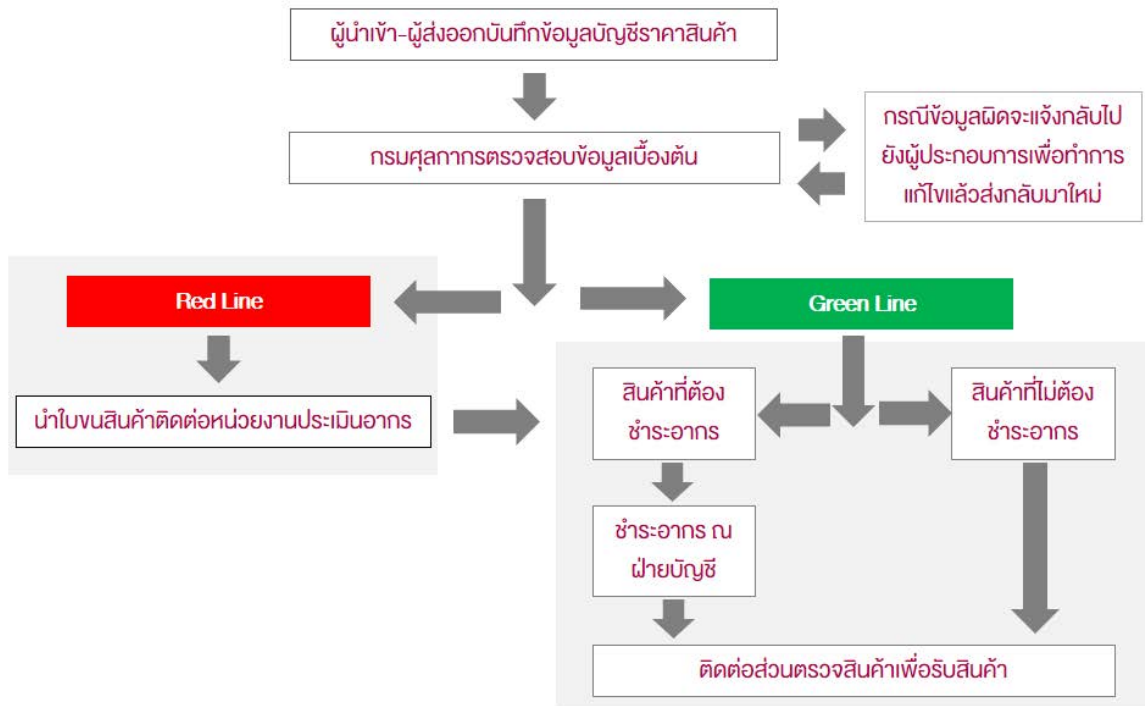 ผู้นำเข้า-ผู้ส่งออกบันทึกข้อมูลบัญชีราคาสินค้า
กรมศุลกากรตรวจสอบข้อมูลเบื้องต้น
กรณีข้อมูลผิดจะแจ้งกลับไป
ยังผู้ประกอบการเพื่อทำการ
แก้ไขแล้วส่งกลับมาใหม่
Red Line
Green Line
นำใบขนสินค้าติดต่อหน่วยงานประเมินอากร
สินค้าที่ต้อง
ชำระอากร
สินค้าที่ไม่ต้อง
ชำระอากร
ชำระอากร ณ
ฝ่ายบัญชี
ติดต่อส่วนตรวจสินค้าเพื่อรับสินค้า